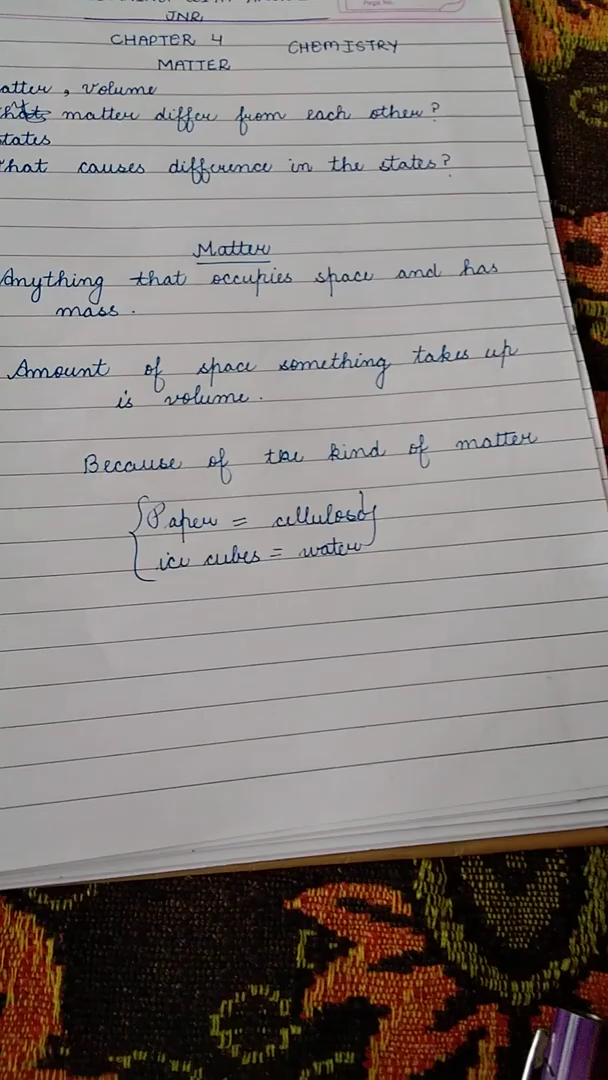 JNR
CHAPTER 4 CHEMISTRY
MATTER
atter, volume
matter differ from each other?
tates
hat causes difference in the states?
Matter
Anything that occupies space and has
mass.
Amount of space something takes up
is volume.
Because of the kind of matter
{Paper = cellulose}
{ice cubes = water}
Page No.